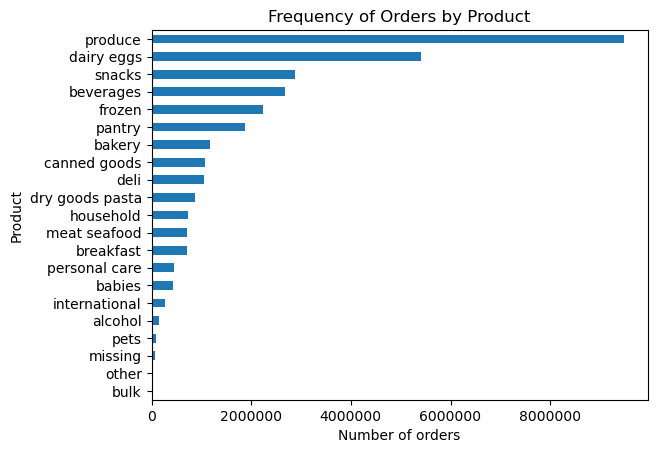 Frequency of Orders by Product
Product
produce
dairy eggs
snacks
beverages
frozen
pantry
bakery
canned goods
deli
dry goods pasta
household
meat seafood
breakfast
personal care
babies
international
alcohol
pets
missing
other
bulk
0 2000000 4000000 6000000 8000000
Number of orders